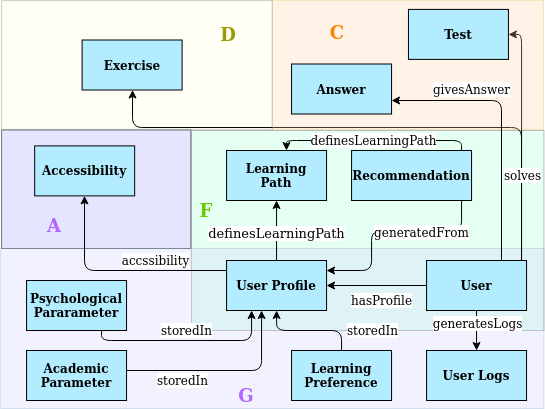 D
C
Test
Exercise
Answer
givesAnswer
definesLearningPath
Accessibility
Learning
Path
Recommendation
solves
A
F
definesLearningPath
generatedFrom
accssibility
User Profile
User
Psychological
Pararameter
hasProfile
storedIn
storedIn
generatesLogs
Academic
Parameter
storedIn
Learning
Preference
User Logs
G